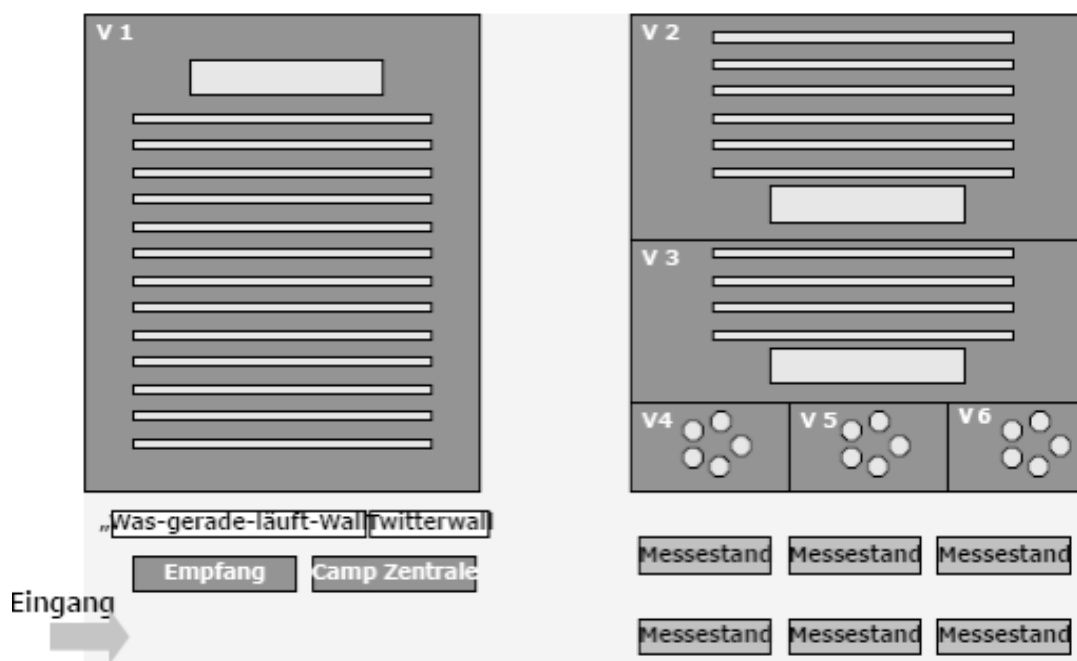 V 1
V 2
V 3
V4
V 5
V 6
„Was-gerade-läuft-Wall
Twitterwall
Empfang
Camp Zentrale
Eingang
Messestand
Messestand
Messestand
Messestand
Messestand
Messestand